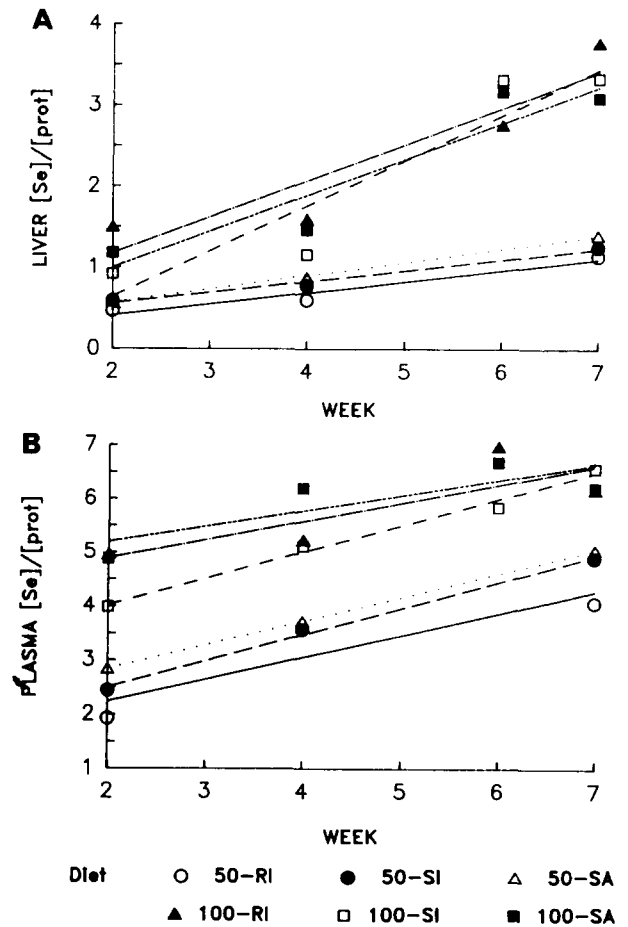 A
LIVER [Se]/[prot]
4
3
2
1
0
2 3 4 5 6 7
WEEK
B
PLASMA [Se]/[prot]
7
6
5
4
3
2
1
2 3 4 5 6 7
WEEK
Diet 50-RI 50-SI 50-SA
100-RI 100-SI 100-SA